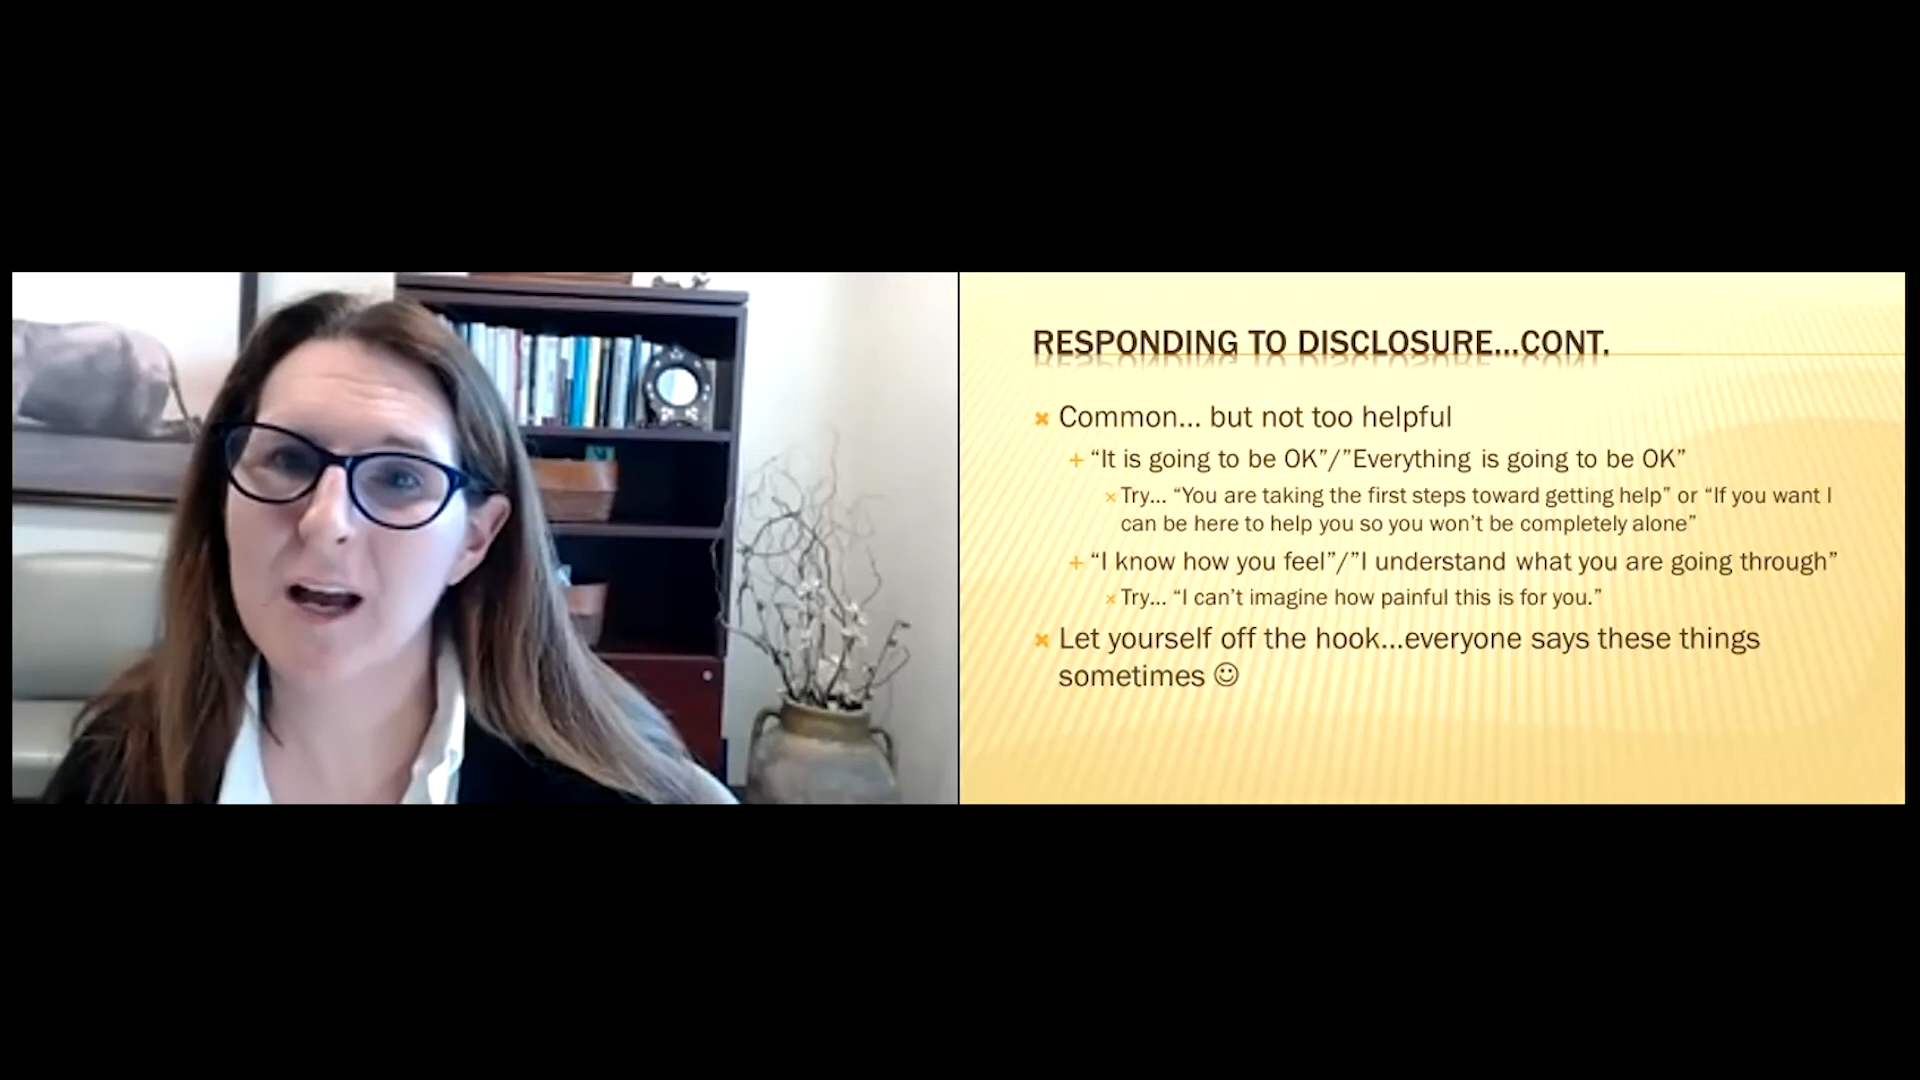 RESPONDING TO DISCLOSURE...CONT.
Common... but not too helpful
“It is going to be OK”/”Everything is going to be OK”
Try... “You are taking the first steps toward getting help” or “If you want I
can be here to help you so you won’t be completely alone”
“I know how you feel”/”I understand what you are going through”
Try... “I can’t imagine how painful this is for you.”
Let yourself off the hook...everyone says these things
sometimes ☺